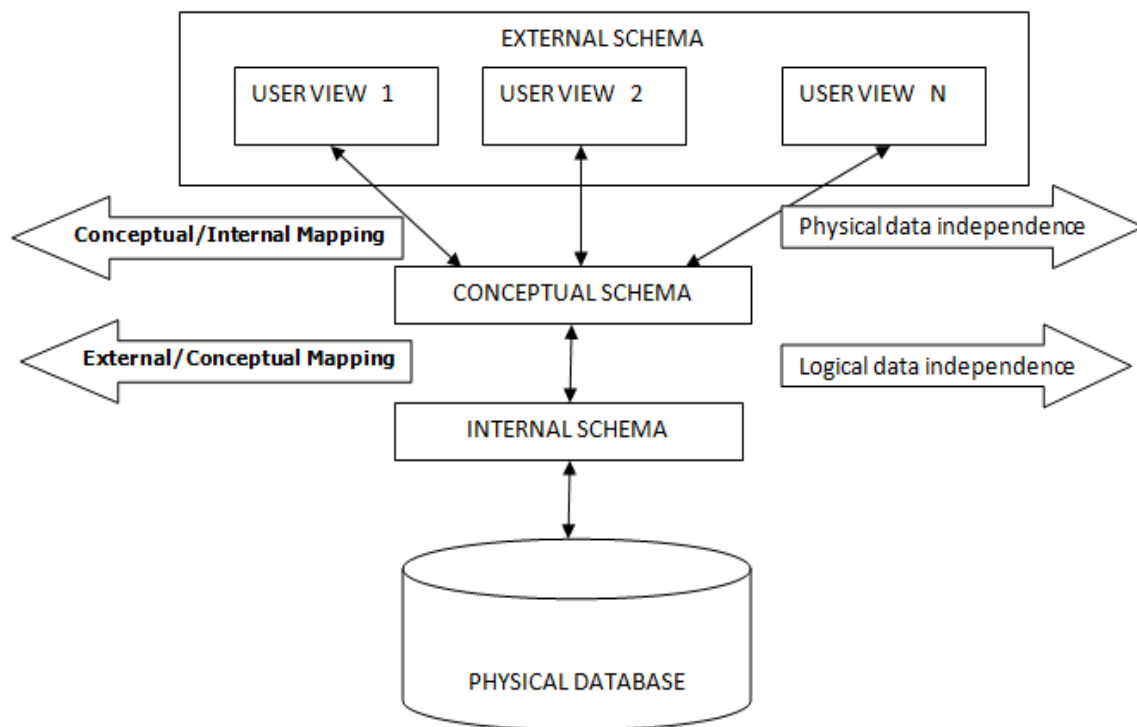 EXTERNAL SCHEMA
USER VIEW 1
USER VIEW 2
USER VIEW N
Conceptual/Internal Mapping
Physical data independence
CONCEPTUAL SCHEMA
External/Conceptual Mapping
Logical data independence
INTERNAL SCHEMA
PHYSICAL DATABASE